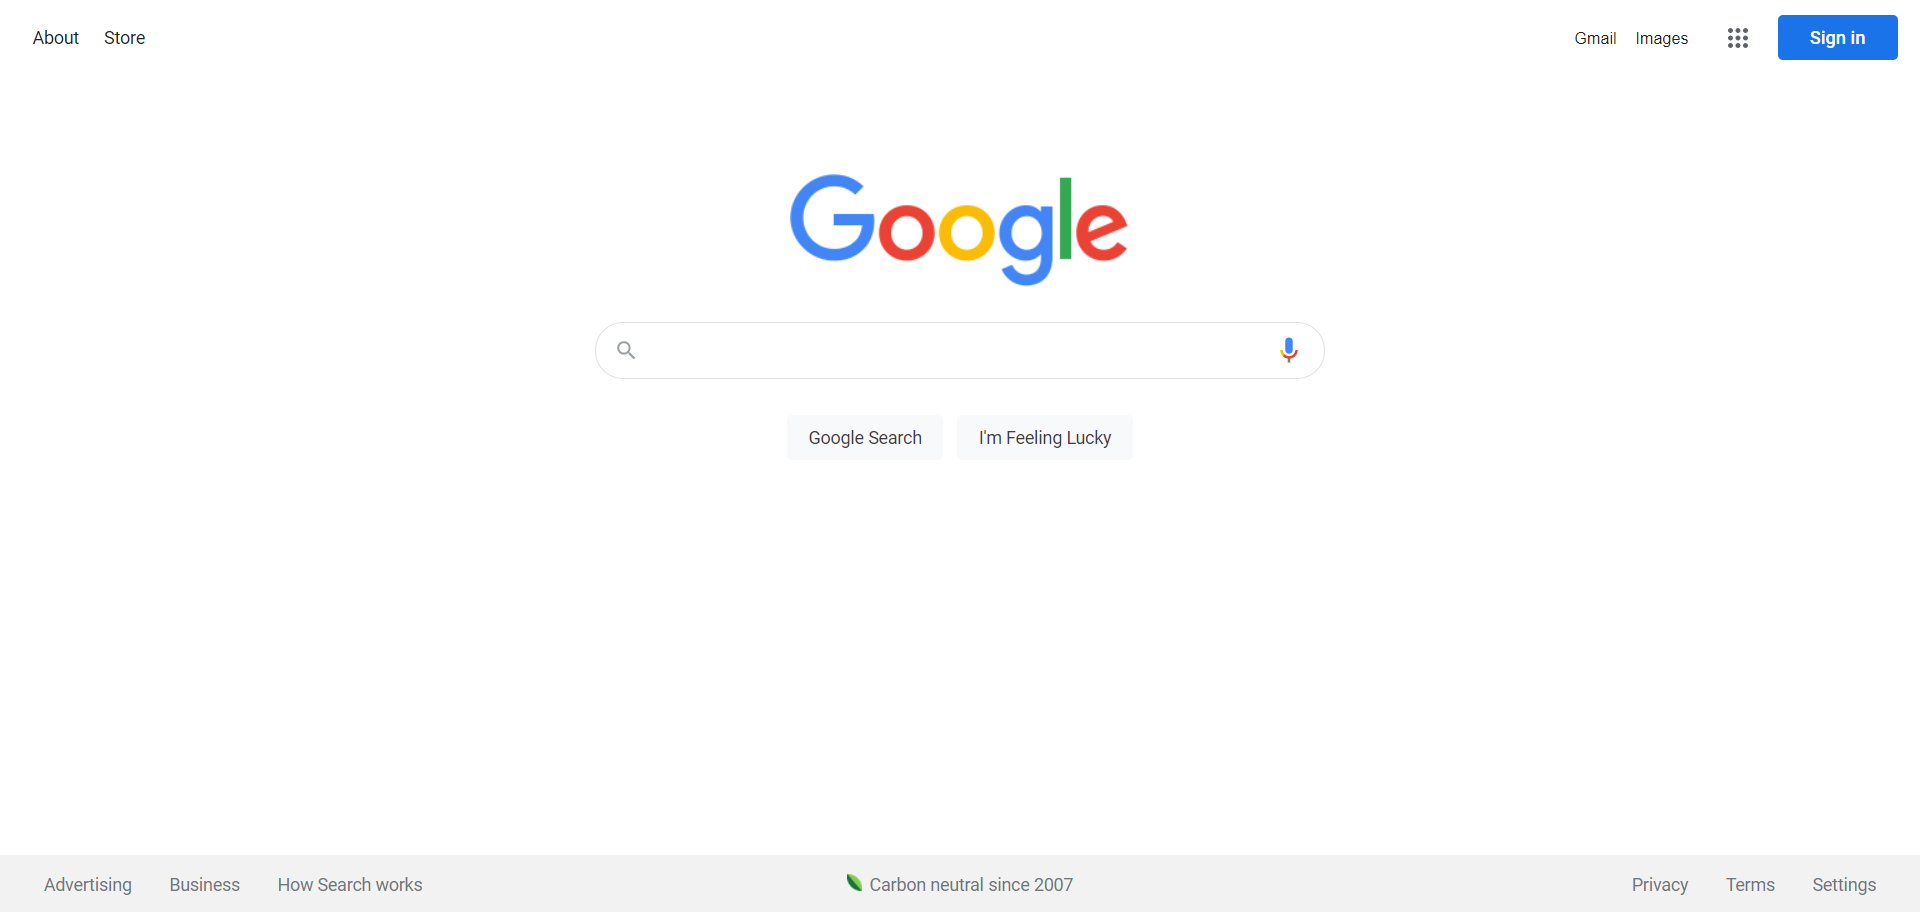 About Store Gmail Images Sign in
Google
Google Search I'm Feeling Lucky
Advertising Business How Search works Carbon neutral since 2007 Privacy Terms Settings